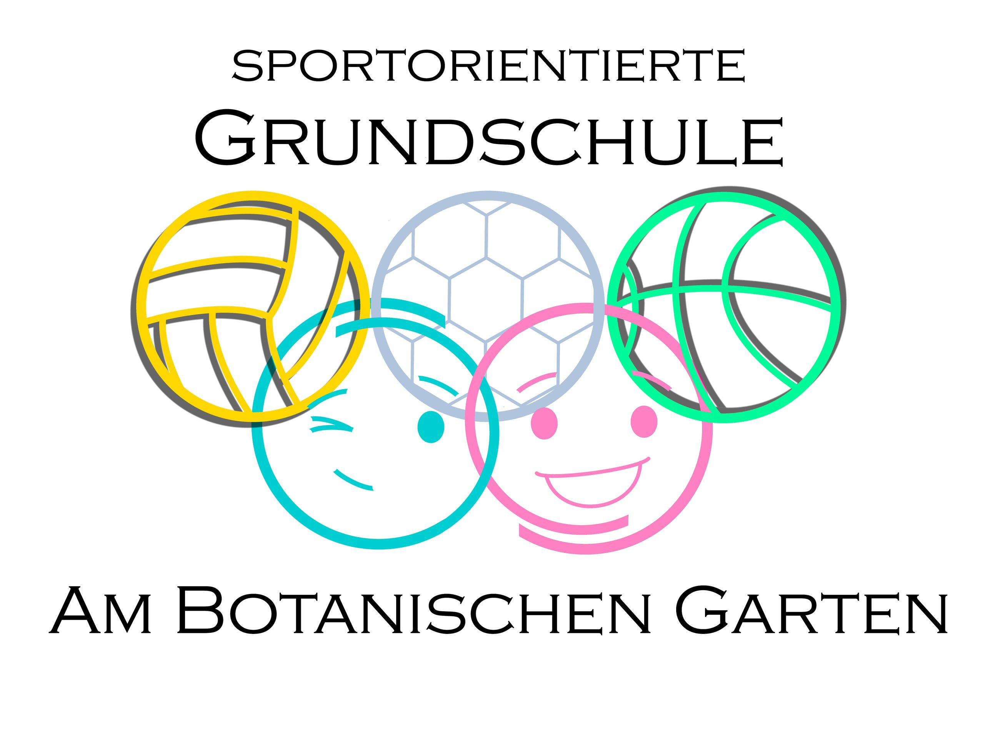 SPORTORIENTIERTE
GRUNDSCHULE
AM BOTANISCHEN GARTEN